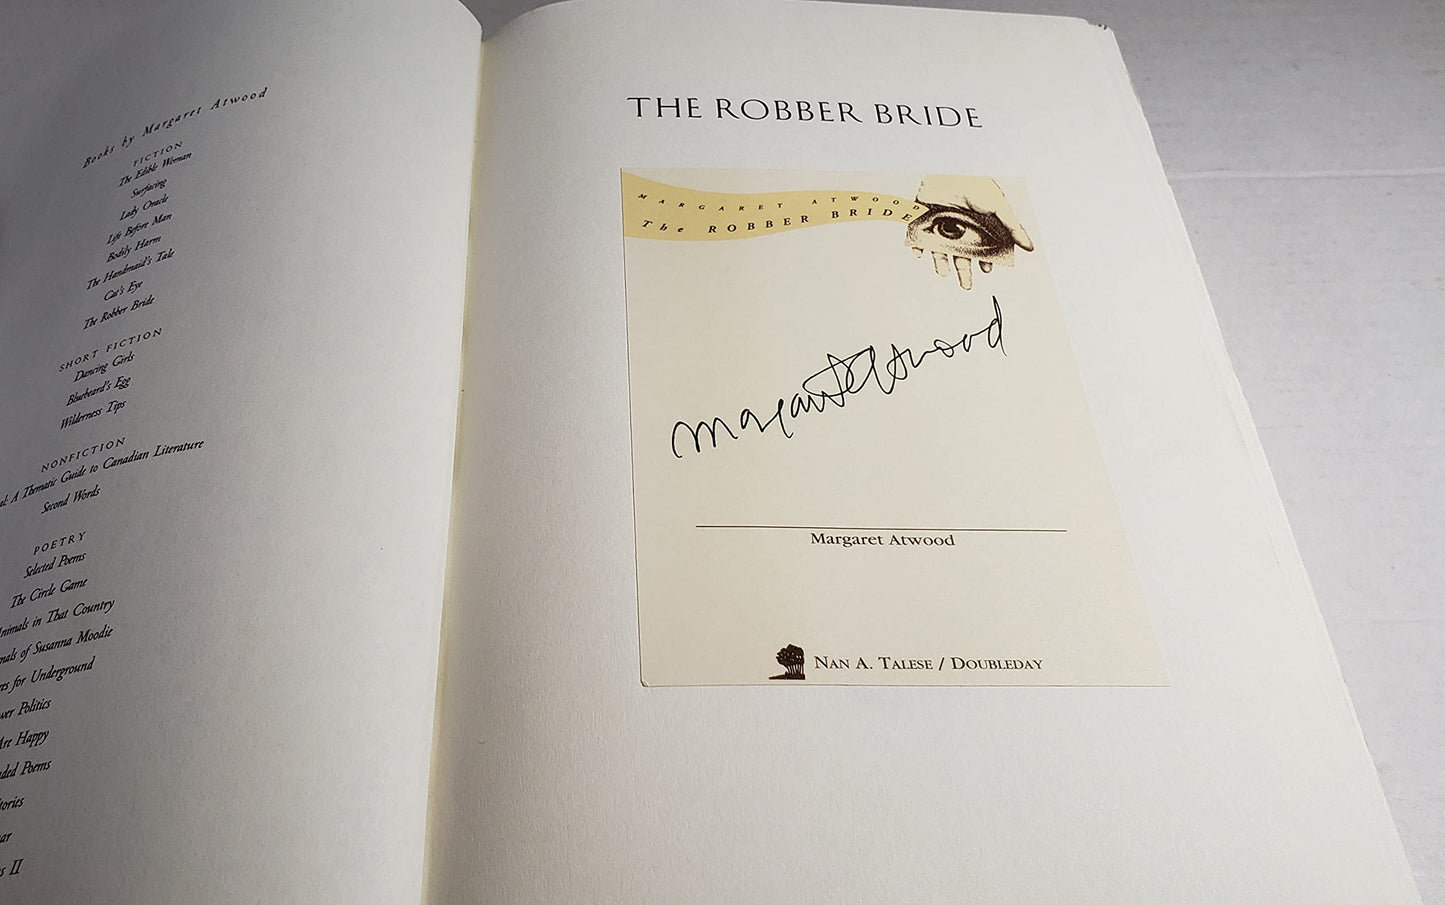 Books by Margaret Atwood
FICTION
The Edible Woman
Surfacing
Lady Oracle
Life Before Man
Bodily Harm
The Handmaid's Tale
Cat's Eye
The Robber Bride
SHORT FICTION
Dancing Girls
Bluebeard's Egg
Wilderness Tips
NONFICTION
A Thematic Guide to Canadian Literature
Second Words
POETRY
Selected Poems
The Circle Game
in That Country
of Susanna Moodie
for Underground
Politics
Are Happy
Poems
II
THE ROBBER BRIDE
MARGARET ATWOOD
The ROBBER BRIDE
Margaret Atwood
Margaret Atwood
NAN A. TALESE / DOUBLEDAY